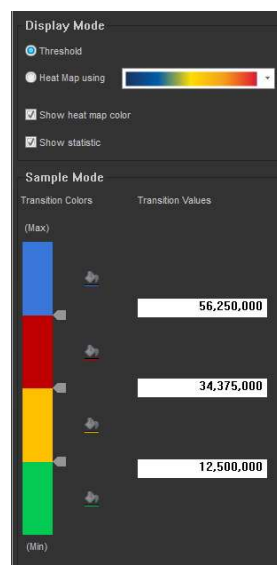 Display Mode
Threshold
Heat Map using
Show heat map color
Show statistic
Sample Mode
Transition Colors Transition Values
(Max)
56,250,000
34,375,000
12,500,000
(Min)